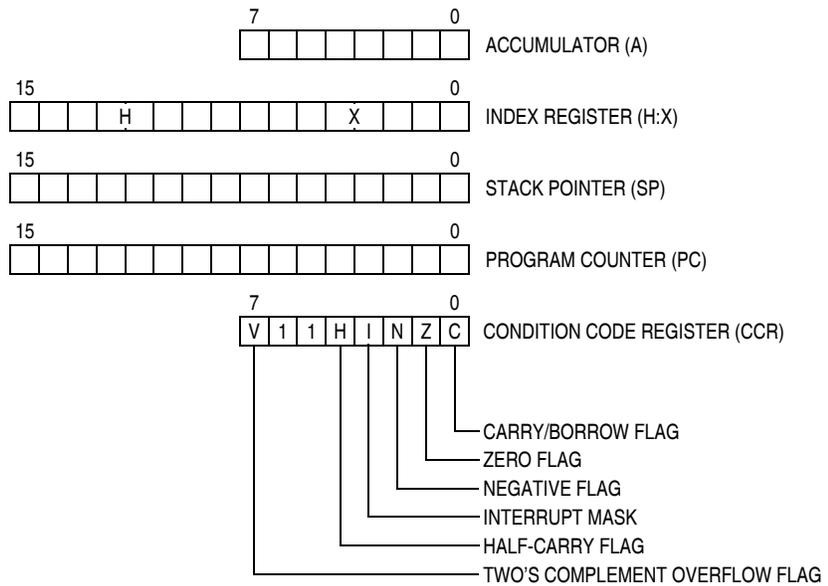 7 0
ACCUMULATOR (A)
15 0
H X INDEX REGISTER (H:X)
15 0
STACK POINTER (SP)
15 0
PROGRAM COUNTER (PC)
7 0
V 1 1 H I N Z C CONDITION CODE REGISTER (CCR)
CARRY/BORROW FLAG
ZERO FLAG
NEGATIVE FLAG
INTERRUPT MASK
HALF-CARRY FLAG
TWO'S COMPLEMENT OVERFLOW FLAG